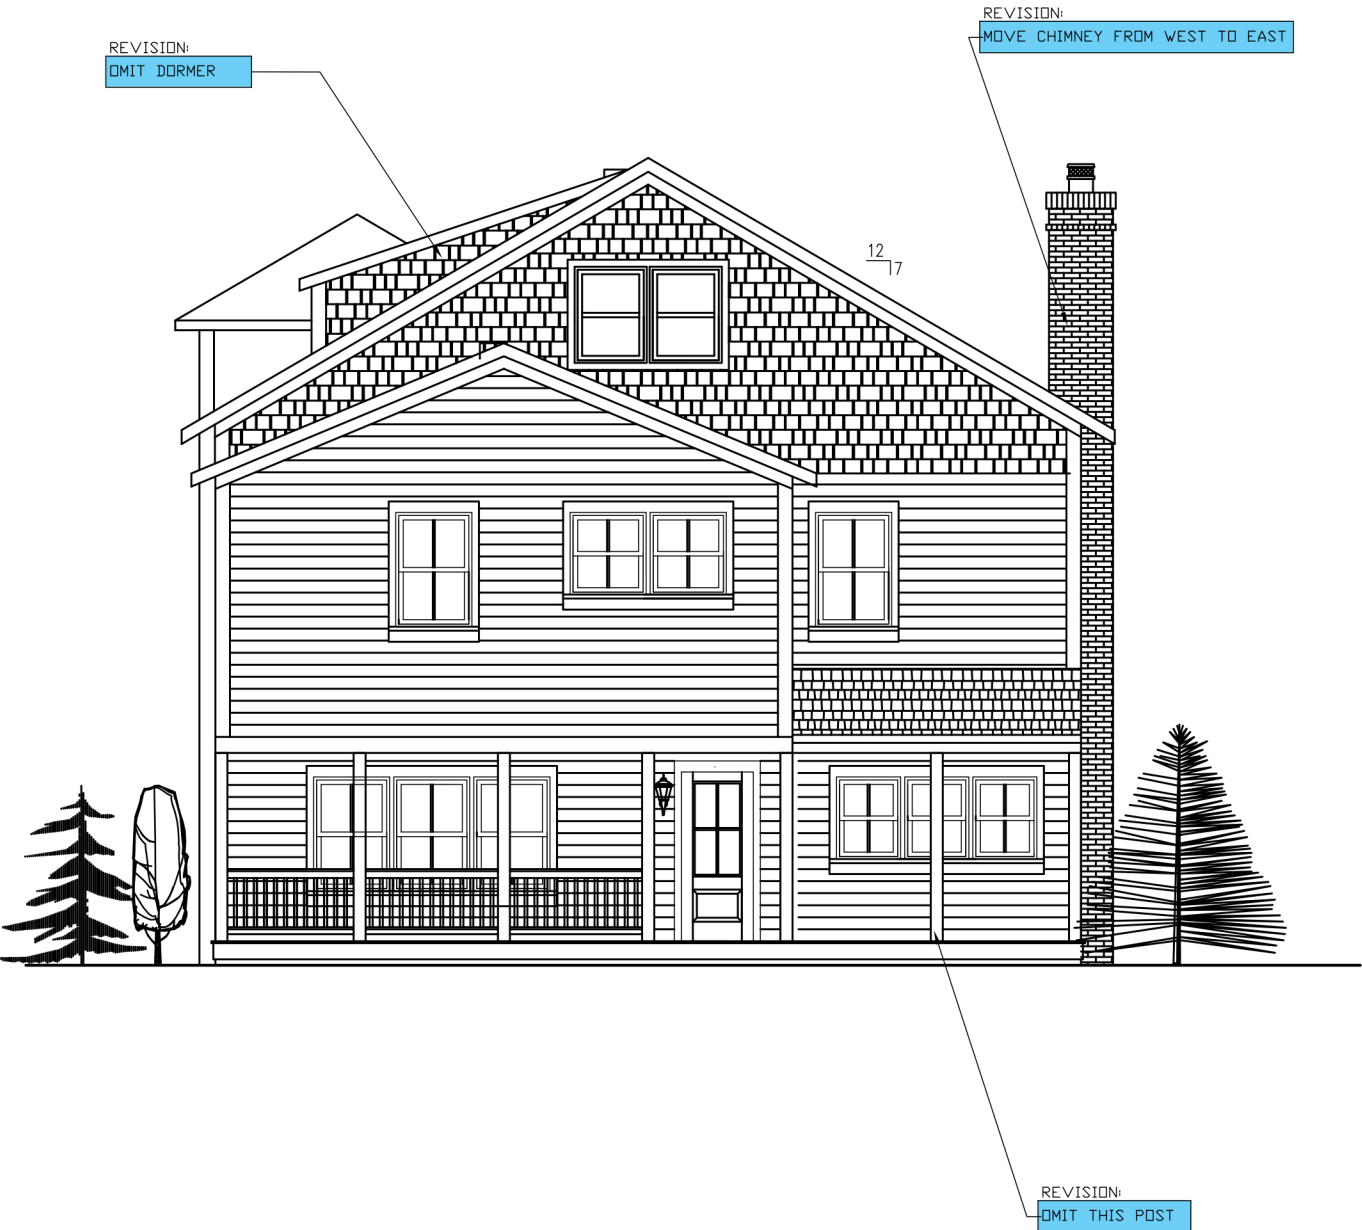 REVISION:
MOVE CHIMNEY FROM WEST TO EAST
REVISION:
OMIT DORMER
12
7
REVISION:
OMIT THIS POST